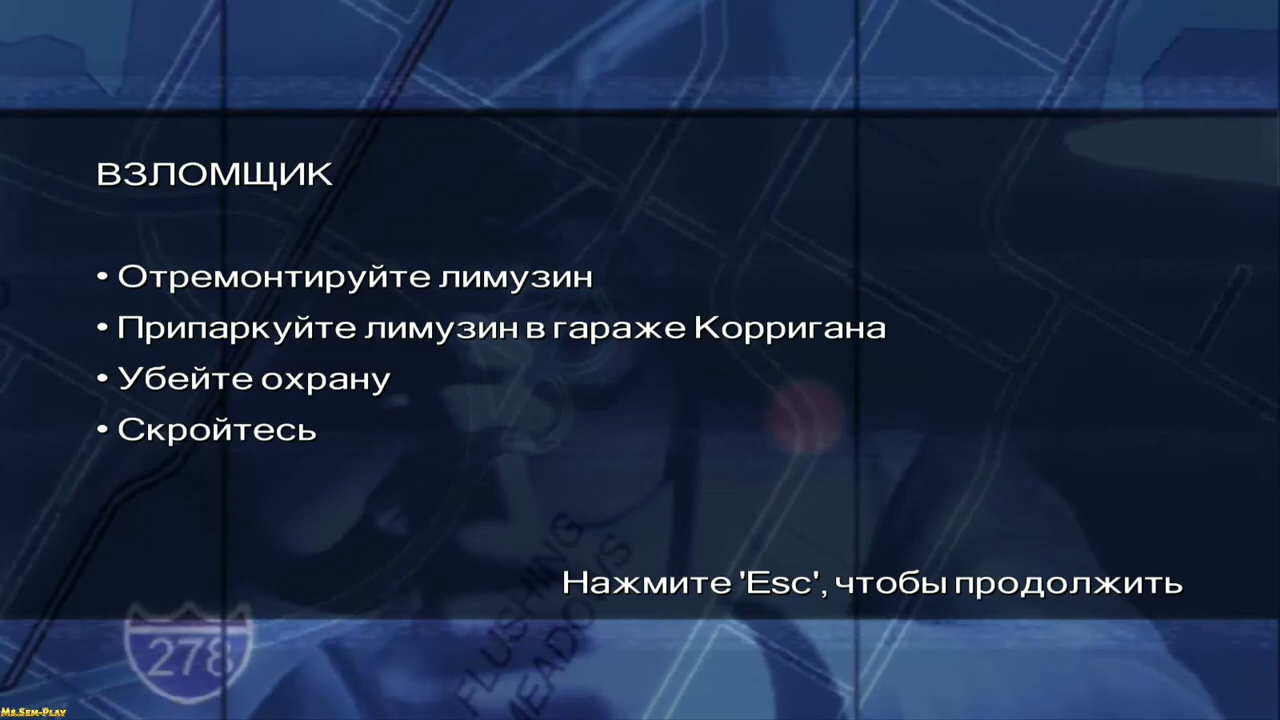 ВЗЛОМЩИК
• Отремонтируйте лимузин
• Припаркуйте лимузин в гараже Корригана
• Убейте охрану
• Скройтесь
FLUSHING
MEADOWS
Нажмите 'Esc', чтобы продолжить
278
Mr.Sem-Play